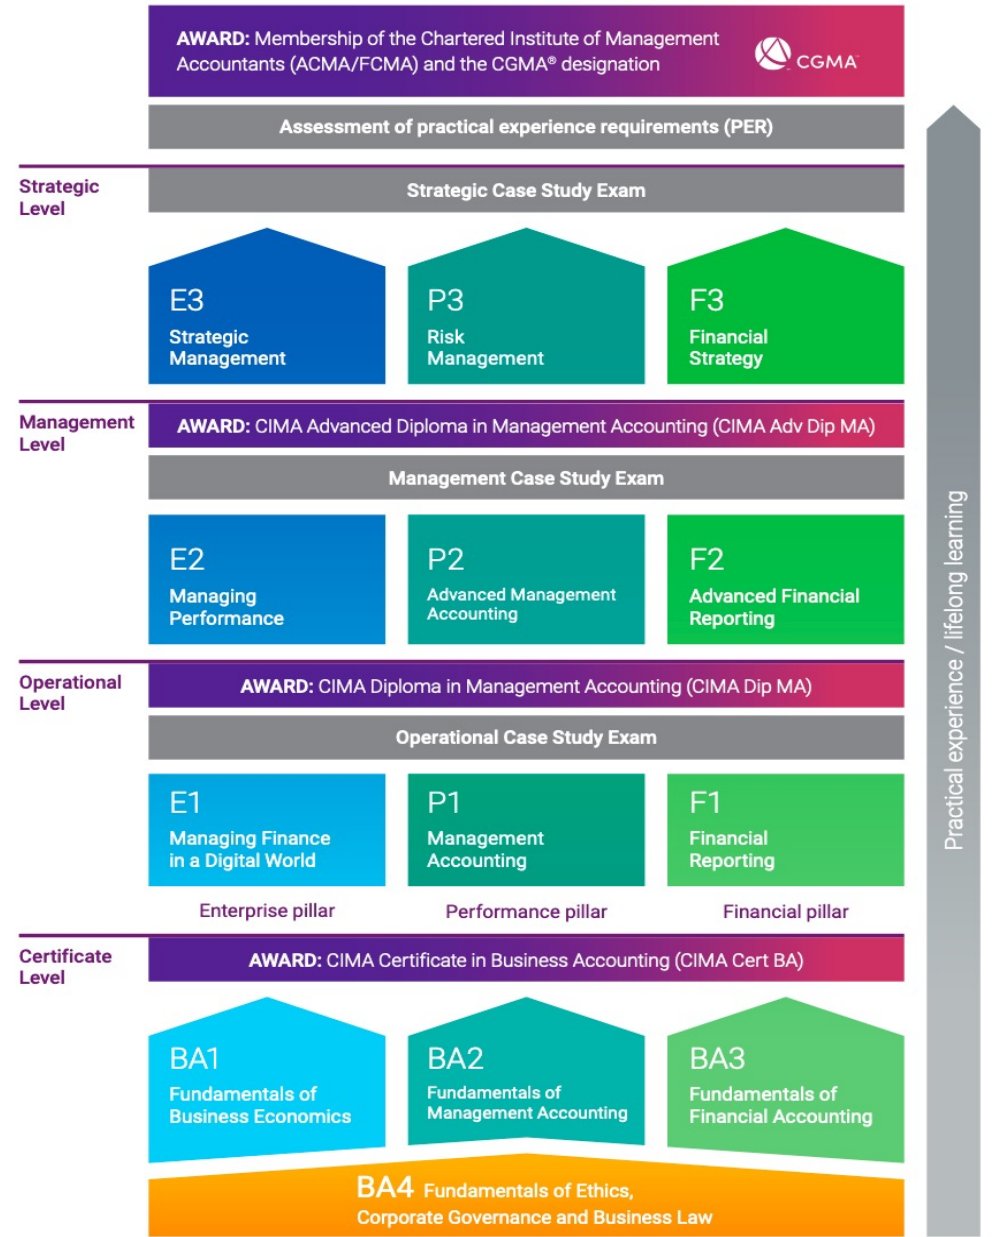 AWARD: Membership of the Chartered Institute of Management
Accountants (ACMA/FCMA) and the CGMA® designation
CGMA™
Assessment of practical experience requirements (PER)
Strategic
Level
Strategic Case Study Exam
E3
Strategic
Management
P3
Risk
Management
F3
Financial
Strategy
Management
Level
AWARD: CIMA Advanced Diploma in Management Accounting (CIMA Adv Dip MA)
Management Case Study Exam
E2
Managing
Performance
P2
Advanced Management
Accounting
F2
Advanced Financial
Reporting
Operational
Level
AWARD: CIMA Diploma in Management Accounting (CIMA Dip MA)
Operational Case Study Exam
E1
Managing Finance
in a Digital World
P1
Management
Accounting
F1
Financial
Reporting
Enterprise pillar
Performance pillar
Financial pillar
Certificate
Level
AWARD: CIMA Certificate in Business Accounting (CIMA Cert BA)
BA1
Fundamentals of
Business Economics
BA2
Fundamentals of
Management Accounting
BA3
Fundamentals of
Financial Accounting
BA4 Fundamentals of Ethics,
Corporate Governance and Business Law
Practical experience / lifelong learning